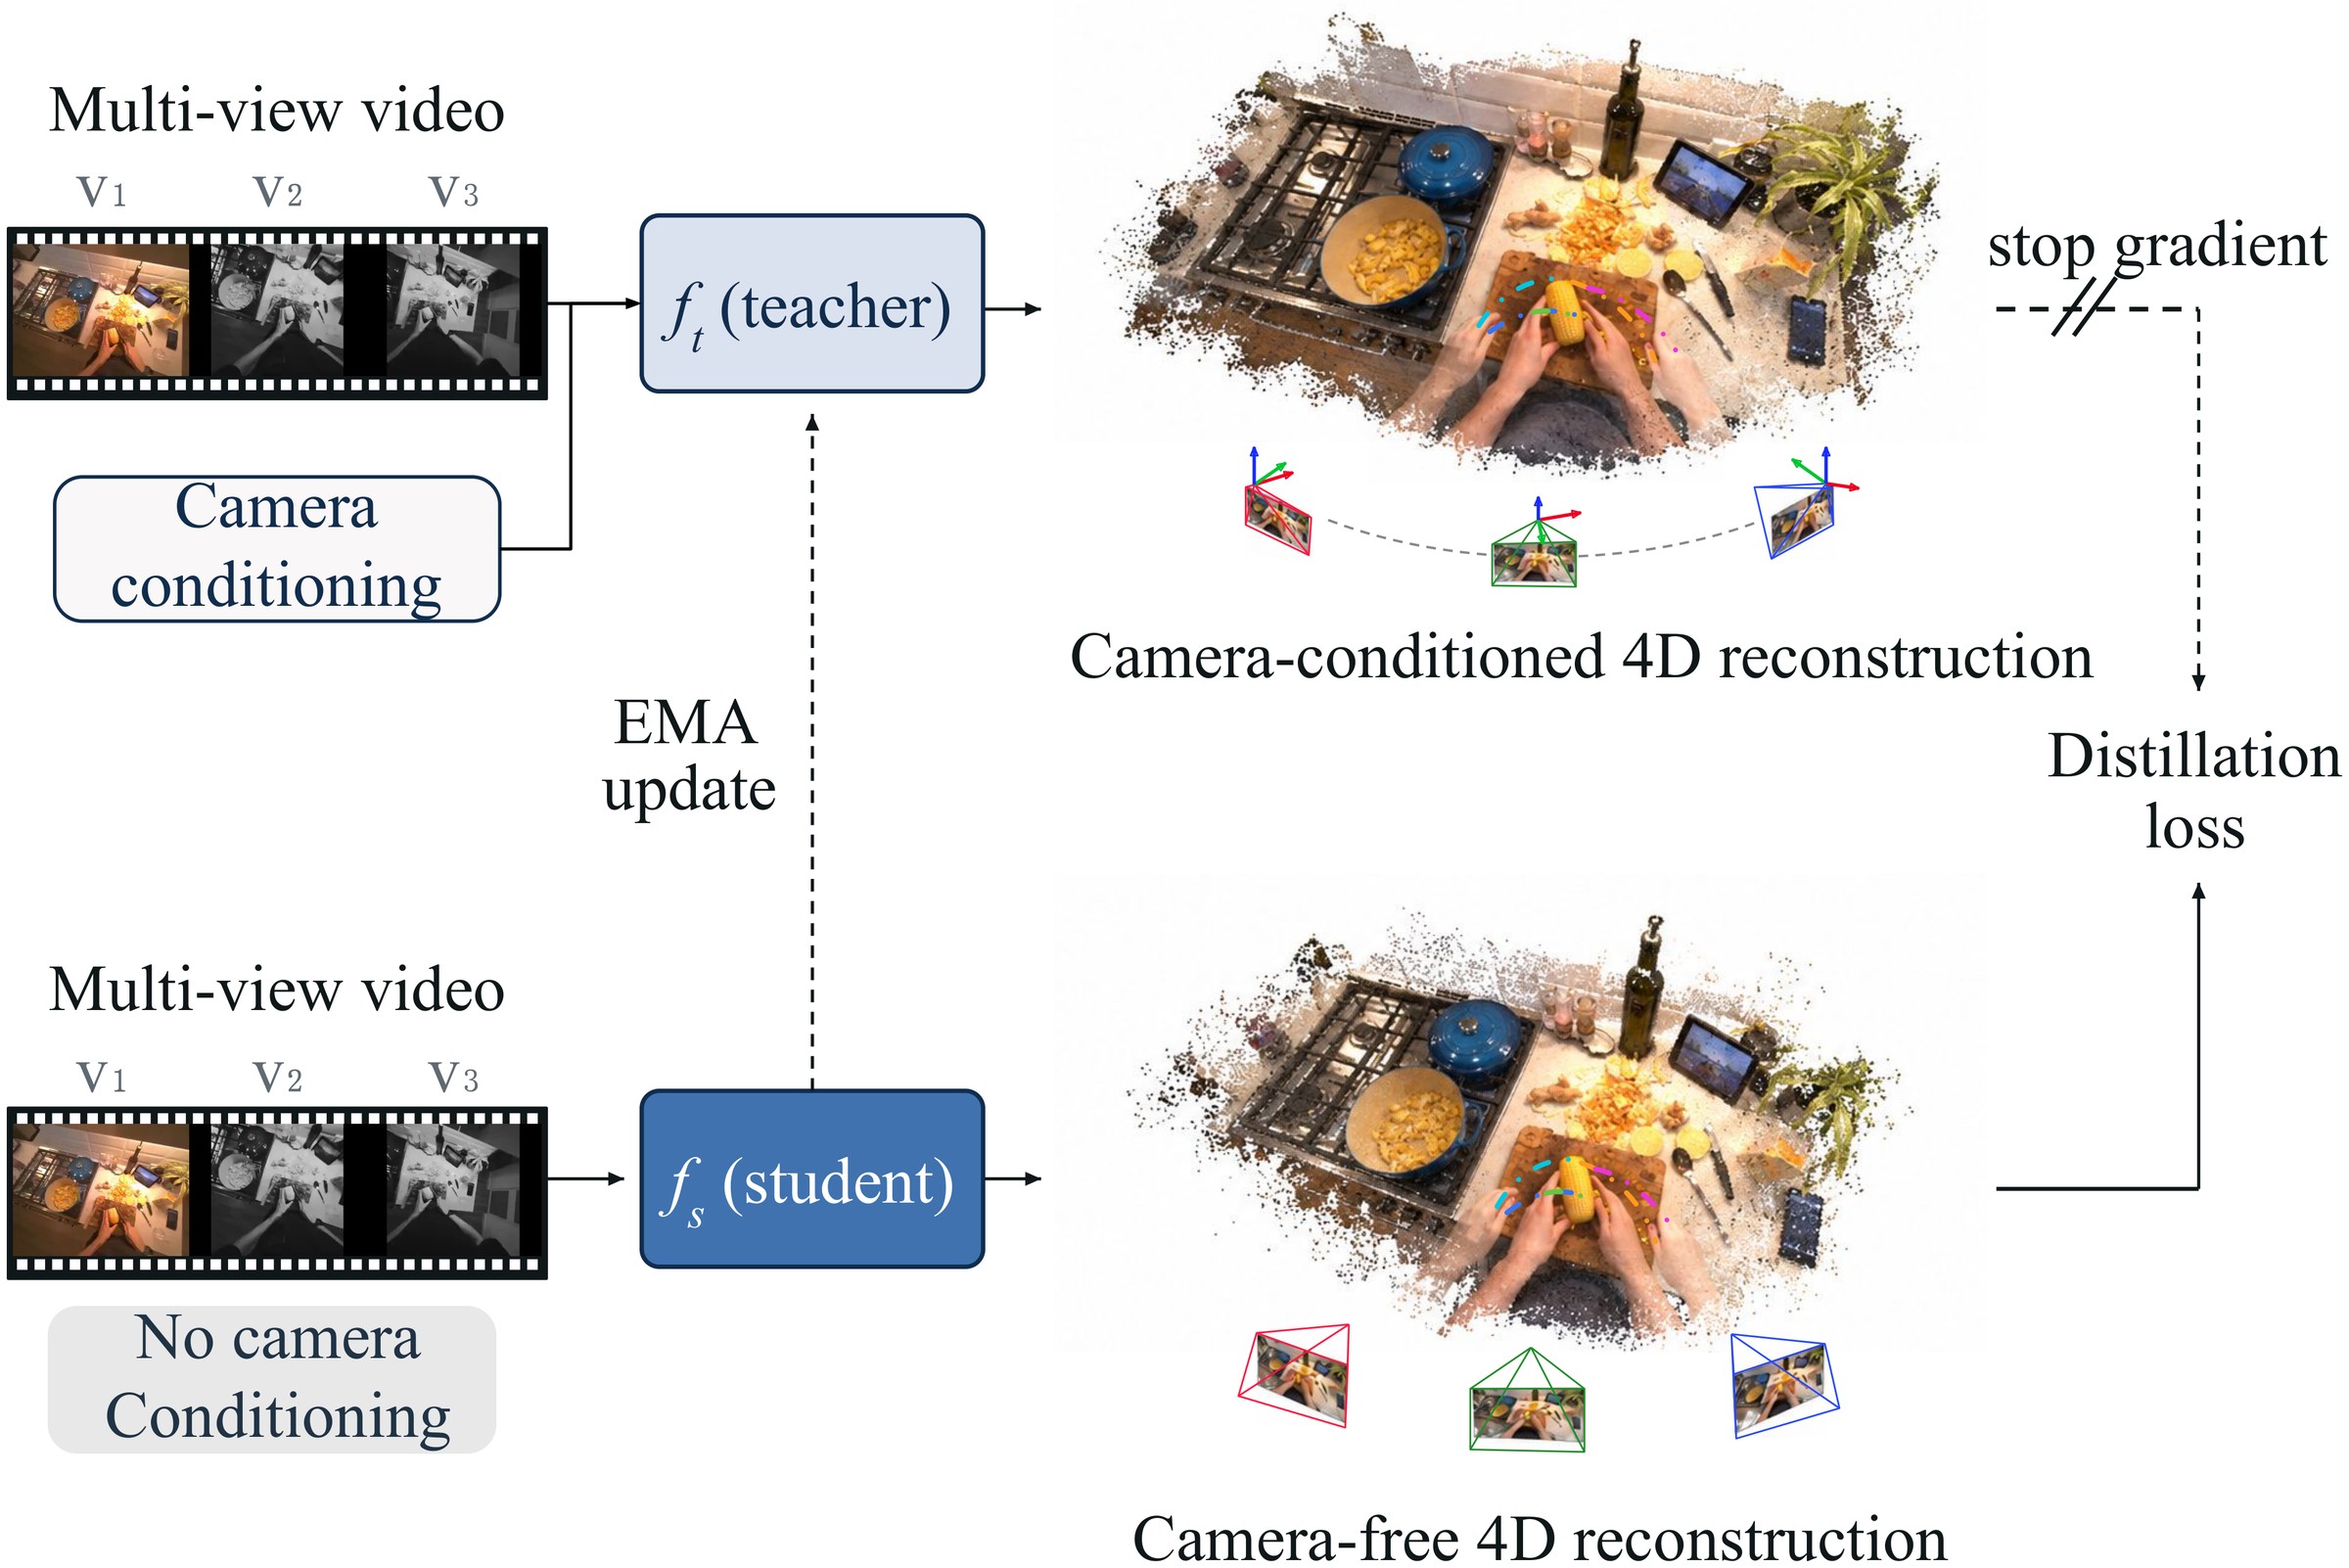 Multi-view video
V1 V2 V3
f_t (teacher)
stop gradient
Camera
conditioning
Camera-conditioned 4D reconstruction
EMA
update
Distillation
loss
Multi-view video
V1 V2 V3
f_s (student)
No camera
Conditioning
Camera-free 4D reconstruction